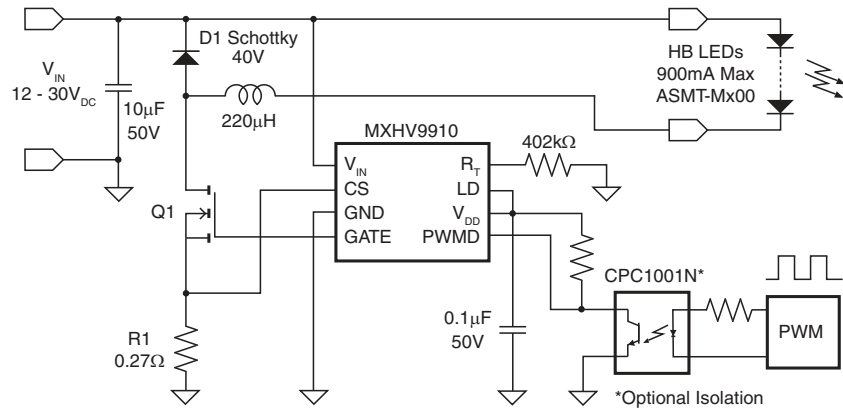 D1 Schottky
40V
V_IN
12 - 30V_DC
10μF
50V
220μH
HB LEDs
900mA Max
ASMT-Mx00
MXHV9910
402kΩ
V_IN
R_T
CS
LD
GND
V_DD
GATE
PWMD
Q1
CPC1001N*
0.1μF
50V
PWM
R1
0.27Ω
*Optional Isolation